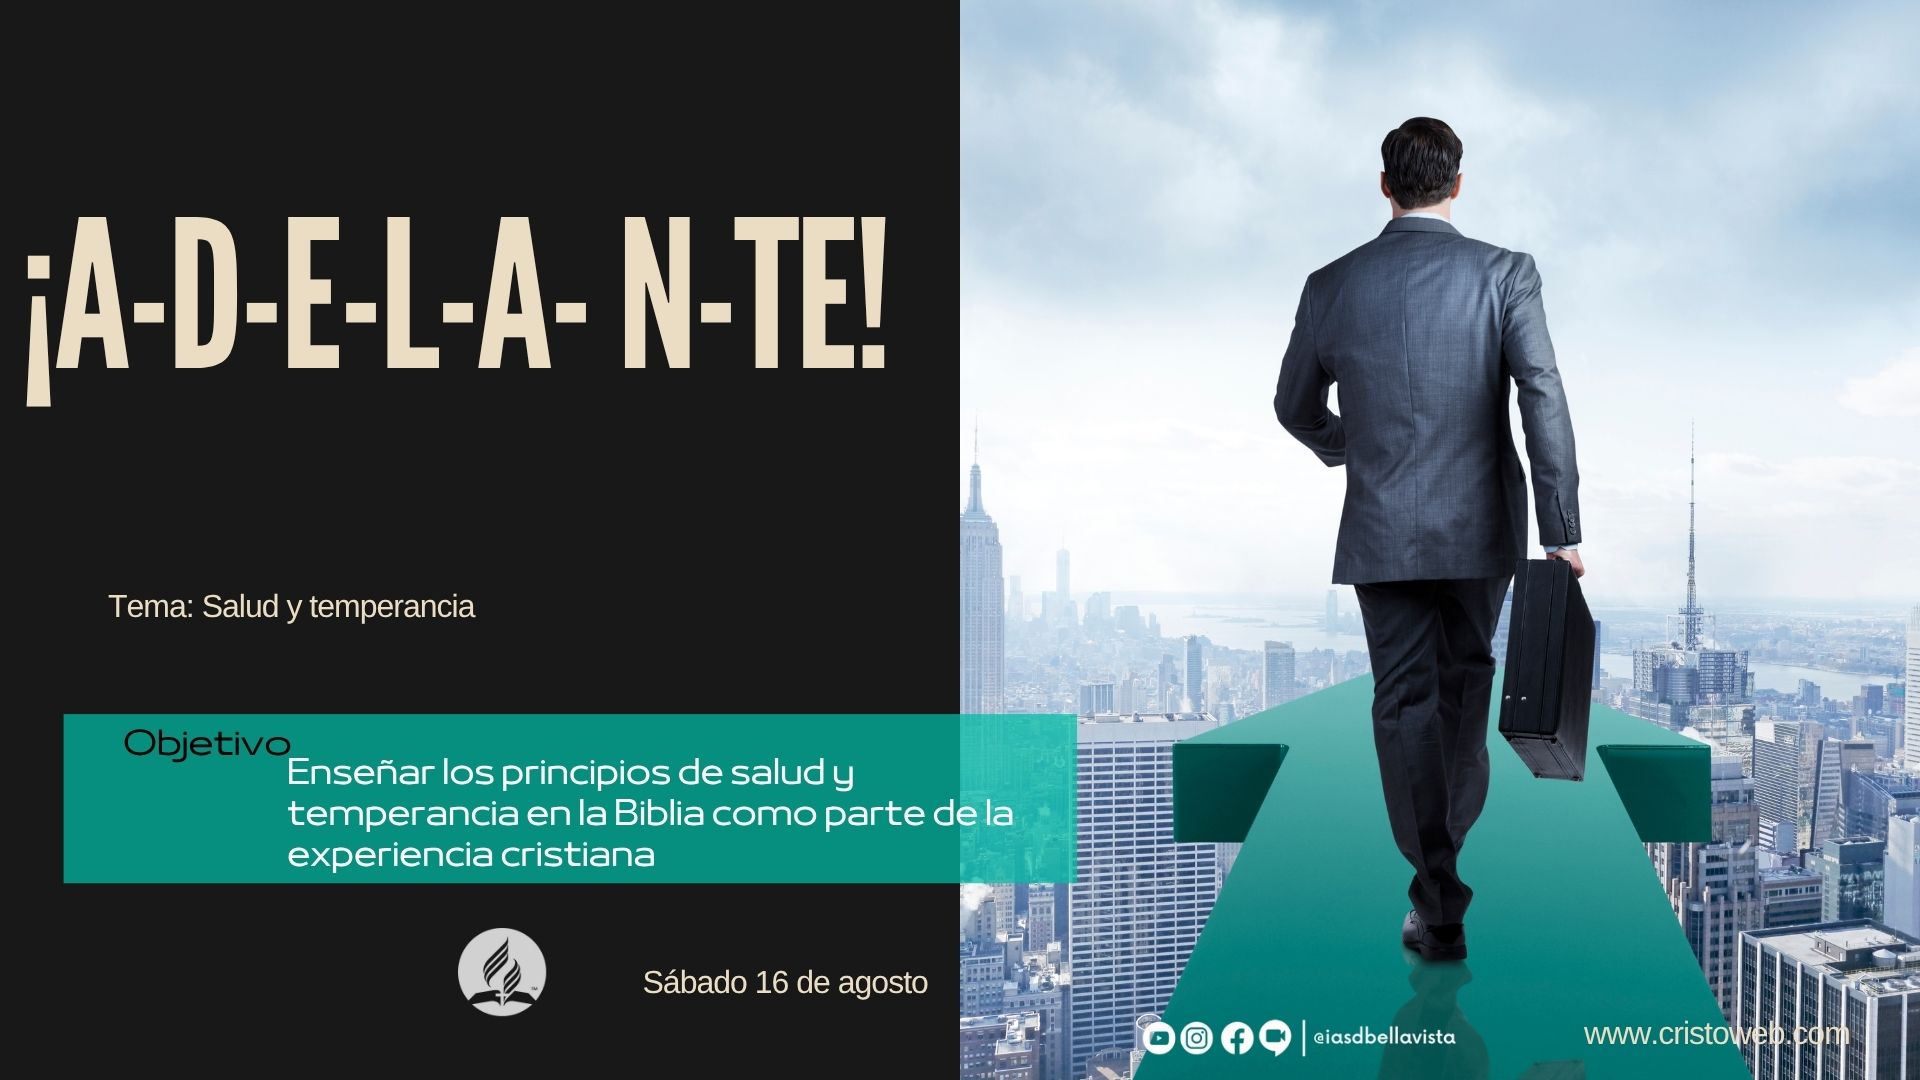 ¡A-D-E-L-A- N-TE!
Tema: Salud y temperancia
Objetivo
Enseñar los principios de salud y
temperancia en la Biblia como parte de la
experiencia cristiana
Sábado 16 de agosto
@iasdbellavista
www.cristoweb.com